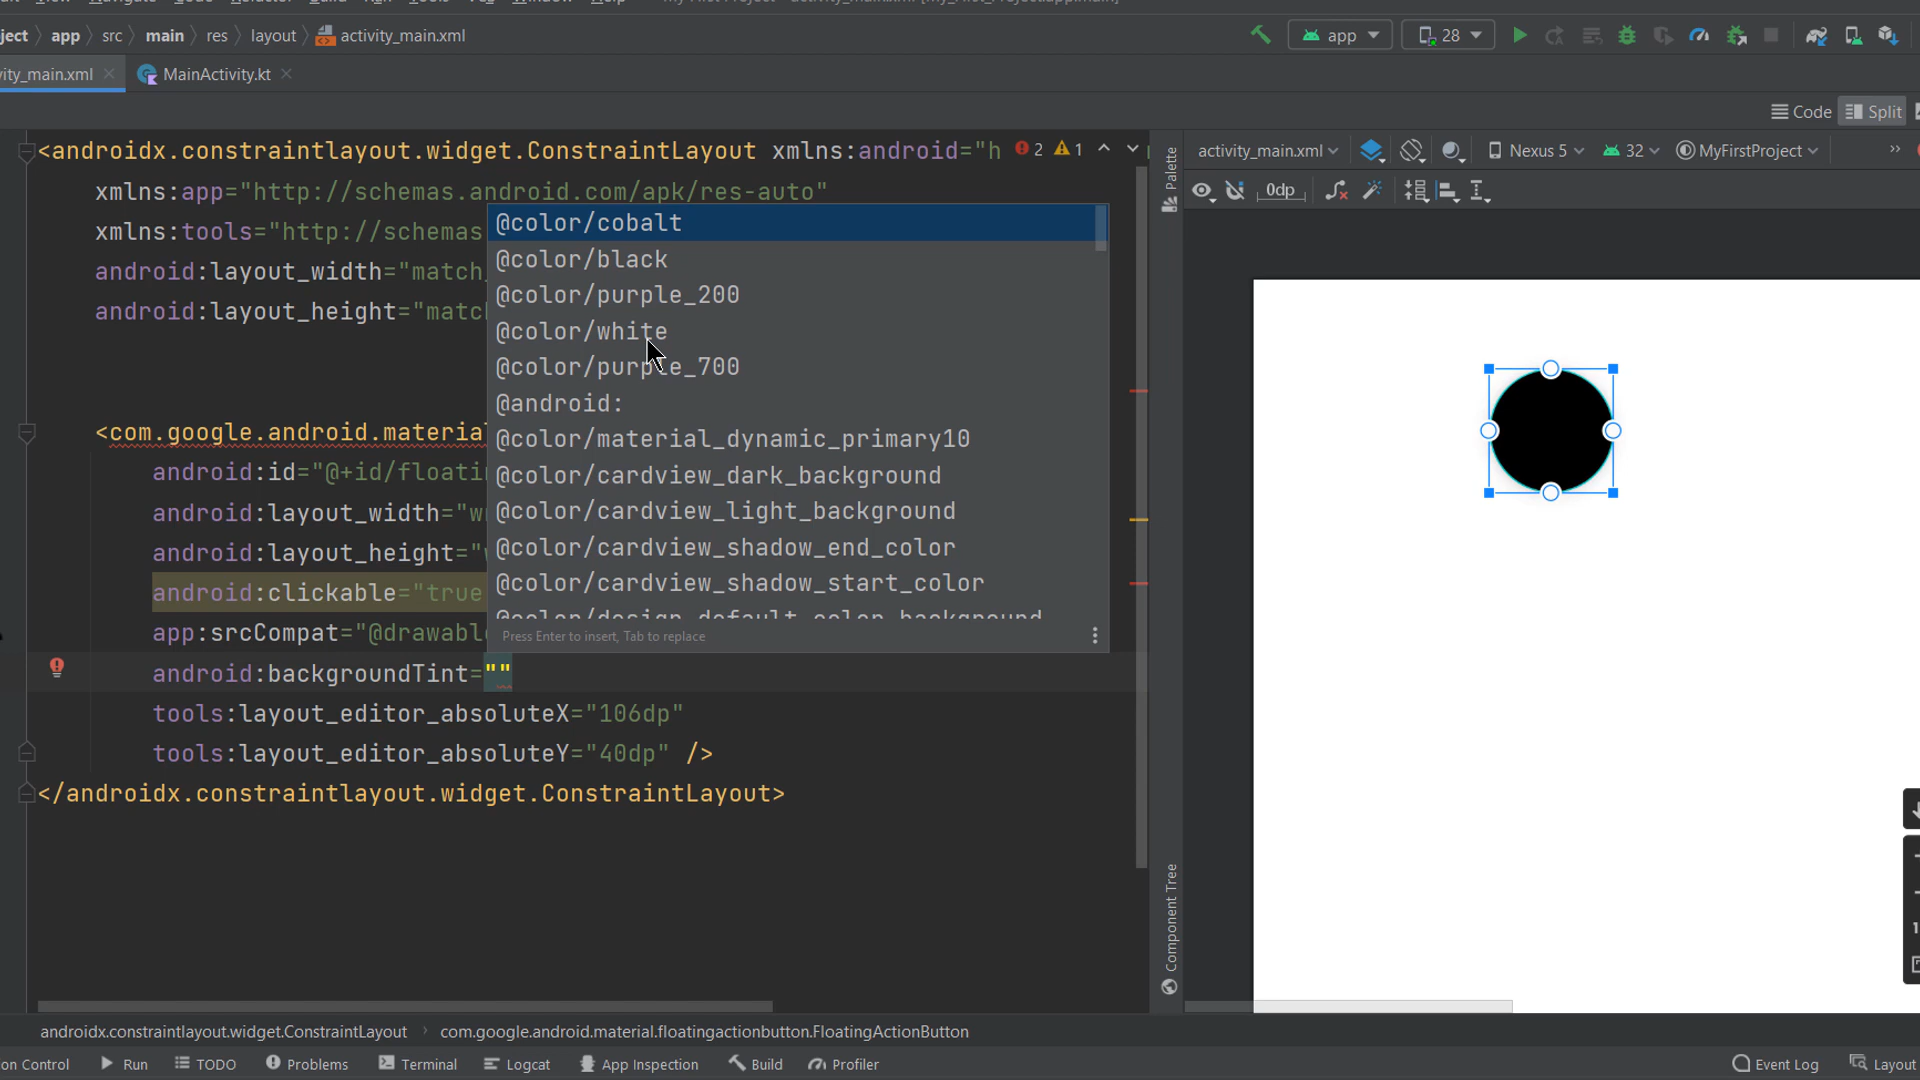 app src main res layout activity_main.xml
app 28
MainActivity.kt
Code Split
<androidx.constraintlayout.widget.ConstraintLayout xmlns:android="h 2 1
xmlns:app="http://schemas.android.com/apk/res-auto"
xmlns:tools="http://schemas
android:layout_width="match_
android:layout_height="matc
<com.google.android.material
android:id="@+id/floati
android:layout_width="w
android:layout_height="
android:clickable="true
app:srcCompat="@drawable
android:backgroundTint=""
tools:layout_editor_absoluteX="106dp"
tools:layout_editor_absoluteY="40dp" />
</androidx.constraintlayout.widget.ConstraintLayout>
@color/cobalt
@color/black
@color/purple_200
@color/white
@color/purple_700
@android:
@color/material_dynamic_primary10
@color/cardview_dark_background
@color/cardview_light_background
@color/cardview_shadow_end_color
@color/cardview_shadow_start_color
@color/design_default_color_background
Press Enter to insert, Tab to replace
Palette
activity_main.xml Nexus 5 32 MyFirstProject
0dp
Component Tree
androidx.constraintlayout.widget.ConstraintLayout com.google.android.material.floatingactionbutton.FloatingActionButton
on Control Run TODO Problems Terminal Logcat App Inspection Build Profiler Event Log Layout